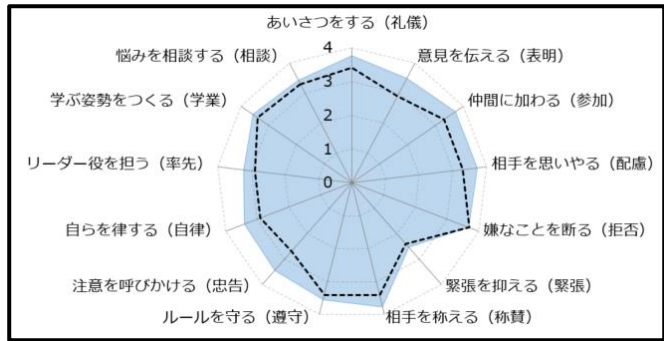 あいさつをする（礼儀）
意見を伝える（表明）
仲間に加わる（参加）
相手を思いやる（配慮）
嫌なことを断る（拒否）
緊張を抑える（緊張）
相手を称える（称賛）
ルールを守る（遵守）
注意を呼びかける（忠告）
自らを律する（自律）
リーダー役を担う（率先）
学ぶ姿勢をつくる（学業）
悩みを相談する（相談）
4
3
2
1
0